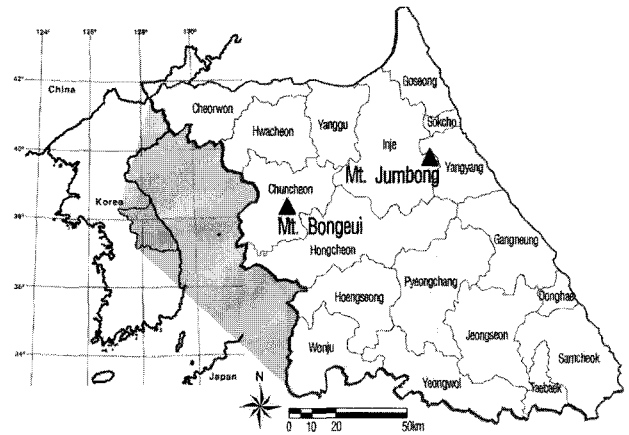 124° 126° 128° 130°
42°
China
40°
Korea
38°
36°
34°
Japan
Goseong
Cheorwon
Sokcho
Hwacheon
Yanggu
Inje
Yangyang
Mt. Jumbong
Chuncheon
Mt. Bongeui
Hongcheon
Gangneung
Pyeongchang
Hoengseong
Donghae
Jeongseon
Wonju
Samcheok
Yeongwol
Taebaek
N
0 10 20 50km